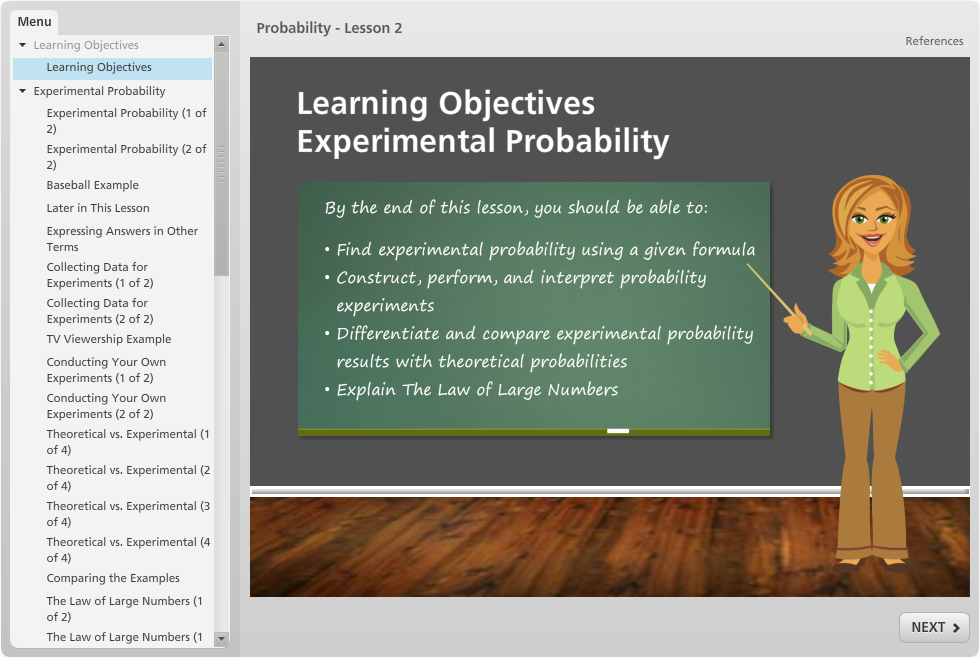 Menu
Learning Objectives
Learning Objectives
Experimental Probability
Experimental Probability (1 of
2)
Experimental Probability (2 of
2)
Baseball Example
Later in This Lesson
Expressing Answers in Other
Terms
Collecting Data for
Experiments (1 of 2)
Collecting Data for
Experiments (2 of 2)
TV Viewership Example
Conducting Your Own
Experiments (1 of 2)
Conducting Your Own
Experiments (2 of 2)
Theoretical vs. Experimental (1
of 4)
Theoretical vs. Experimental (2
of 4)
Theoretical vs. Experimental (3
of 4)
Theoretical vs. Experimental (4
of 4)
Comparing the Examples
The Law of Large Numbers (1
of 2)
The Law of Large Numbers (1
Probability - Lesson 2
References
Learning Objectives
Experimental Probability
By the end of this lesson, you should be able to:
• Find experimental probability using a given formula
• Construct, perform, and interpret probability
experiments
• Differentiate and compare experimental probability
results with theoretical probabilities
• Explain The Law of Large Numbers
NEXT